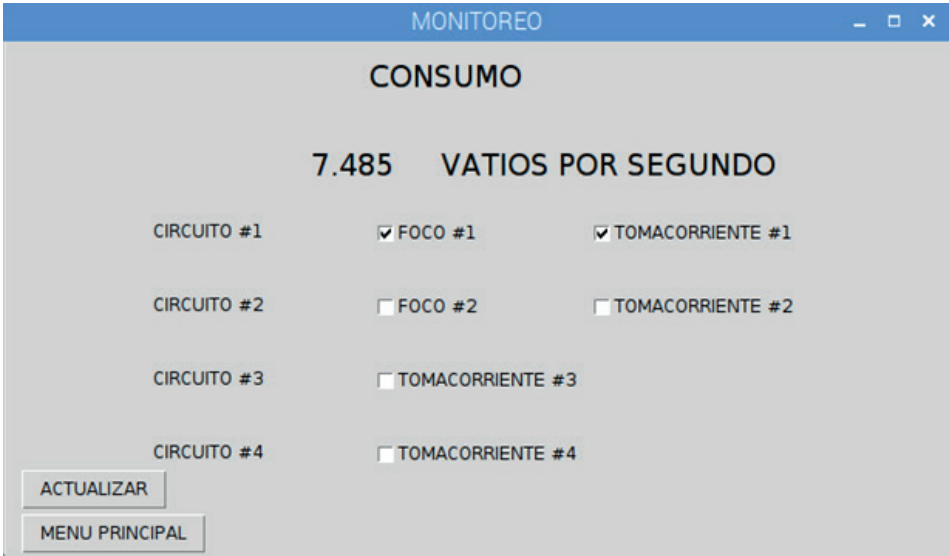 MONITOREO
CONSUMO
7.485 VATIOS POR SEGUNDO
CIRCUITO #1 FOCO #1 TOMACORRIENTE #1
CIRCUITO #2 FOCO #2 TOMACORRIENTE #2
CIRCUITO #3 TOMACORRIENTE #3
CIRCUITO #4 TOMACORRIENTE #4
ACTUALIZAR
MENU PRINCIPAL